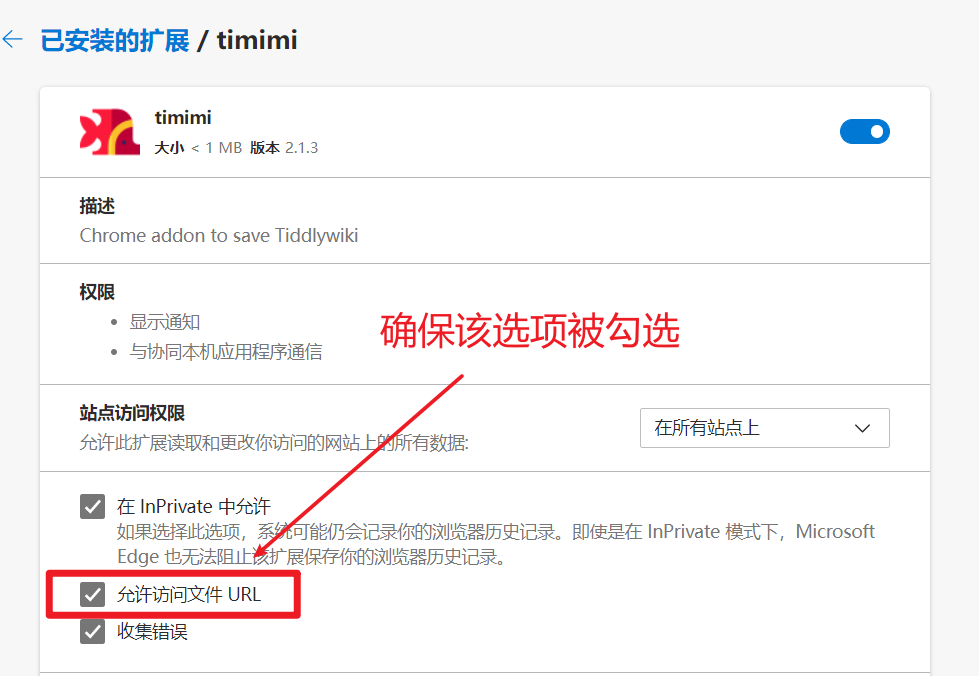 已安装的扩展 / timimi
timimi
大小 < 1 MB 版本 2.1.3
描述
Chrome addon to save Tiddlywiki
权限
• 显示通知
• 与协同本机应用程序通信
确保该选项被勾选
站点访问权限
允许此扩展读取和更改你访问的网站上的所有数据:
在所有站点上
在 InPrivate 中允许
如果选择此选项，系统可能仍会记录你的浏览器历史记录。即使是在 InPrivate 模式下，Microsoft
Edge 也无法阻止该扩展保存你的浏览器历史记录。
允许访问文件 URL
收集错误